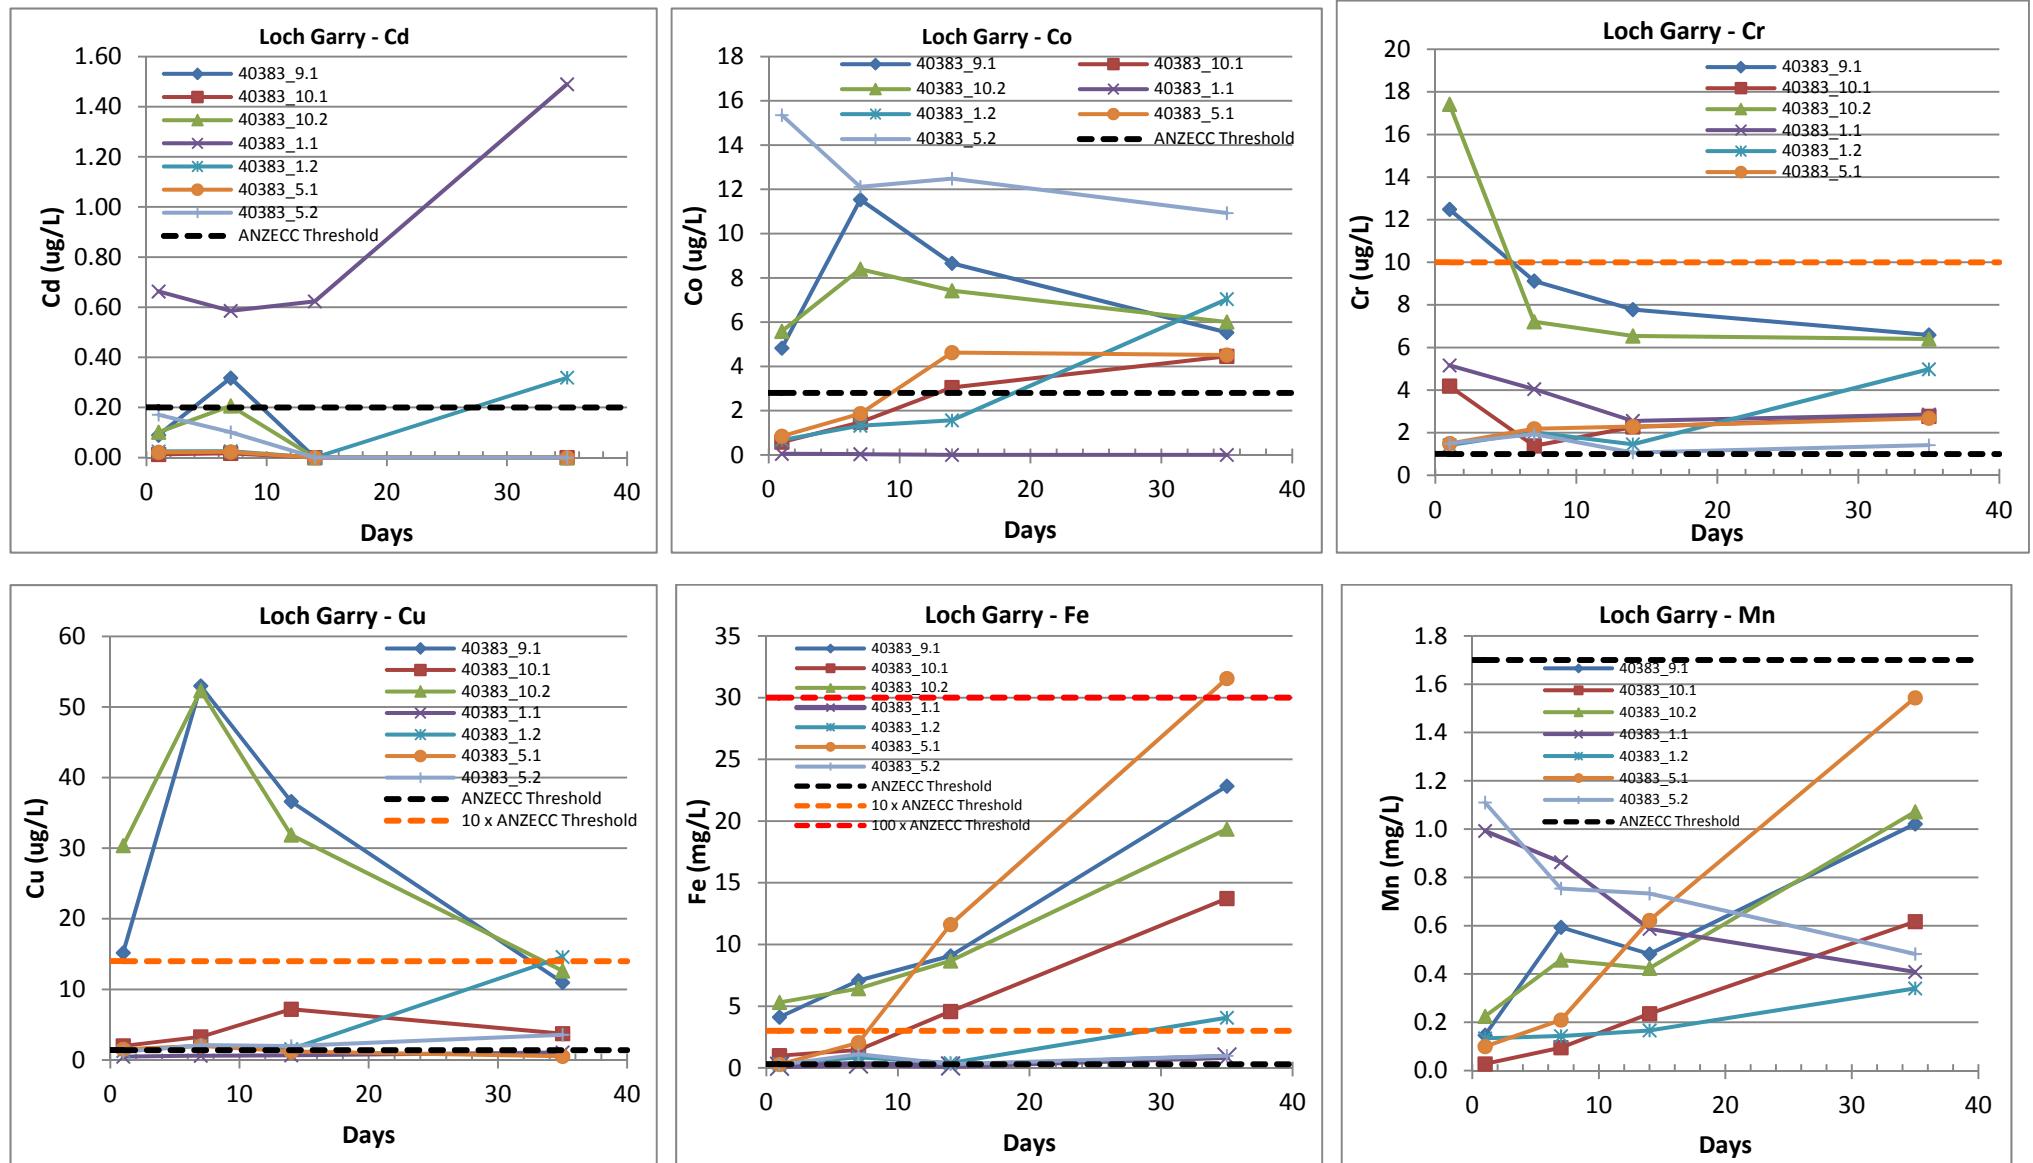 Loch Garry - Cd
1.60
1.40
1.20
1.00
0.80
0.60
0.40
0.20
0.00
Cd (ug/L)
40383_9.1
40383_10.1
40383_10.2
40383_1.1
40383_1.2
40383_5.1
40383_5.2
ANZECC Threshold
0 10 20 30 40
Days
Loch Garry - Co
18
16
14
12
10
8
6
4
2
0
Co (ug/L)
40383_9.1 40383_10.1
40383_10.2 40383_1.1
40383_1.2 40383_5.1
40383_5.2 ANZECC Threshold
0 10 20 30 40
Days
Loch Garry - Cr
20
18
16
14
12
10
8
6
4
2
0
Cr (ug/L)
40383_9.1
40383_10.1
40383_10.2
40383_1.1
40383_1.2
40383_5.1
0 10 20 30 40
Days
Loch Garry - Cu
60
50
40
30
20
10
0
Cu (ug/L)
40383_9.1
40383_10.1
40383_10.2
40383_1.1
40383_1.2
40383_5.1
40383_5.2
ANZECC Threshold
10 x ANZECC Threshold
0 10 20 30 40
Days
Loch Garry - Fe
35
30
25
20
15
10
5
0
Fe (mg/L)
40383_9.1
40383_10.1
40383_10.2
40383_1.1
40383_1.2
40383_5.1
40383_5.2
ANZECC Threshold
10 x ANZECC Threshold
100 x ANZECC Threshold
0 10 20 30 40
Days
Loch Garry - Mn
1.8
1.6
1.4
1.2
1.0
0.8
0.6
0.4
0.2
0.0
Mn (mg/L)
40383_9.1
40383_10.1
40383_10.2
40383_1.1
40383_1.2
40383_5.1
40383_5.2
ANZECC Threshold
0 10 20 30 40
Days